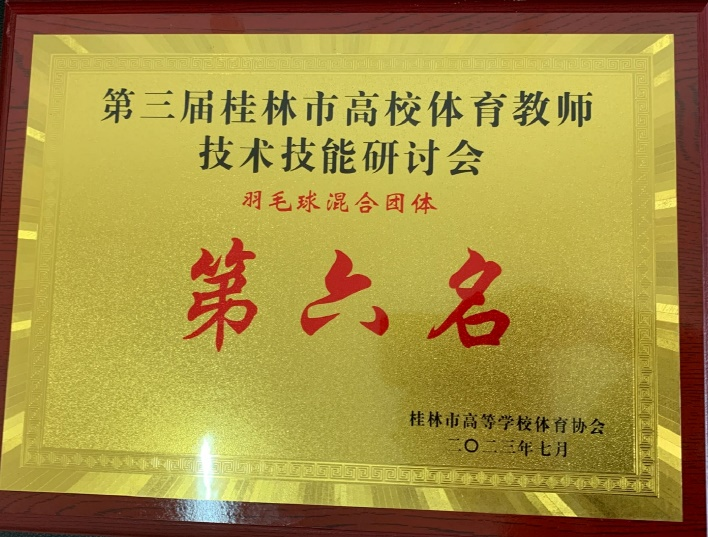 第三届桂林市高校体育教师
技术技能研讨会
羽毛球混合团体
第六名
桂林市高等学校体育协会
二〇二三年七月